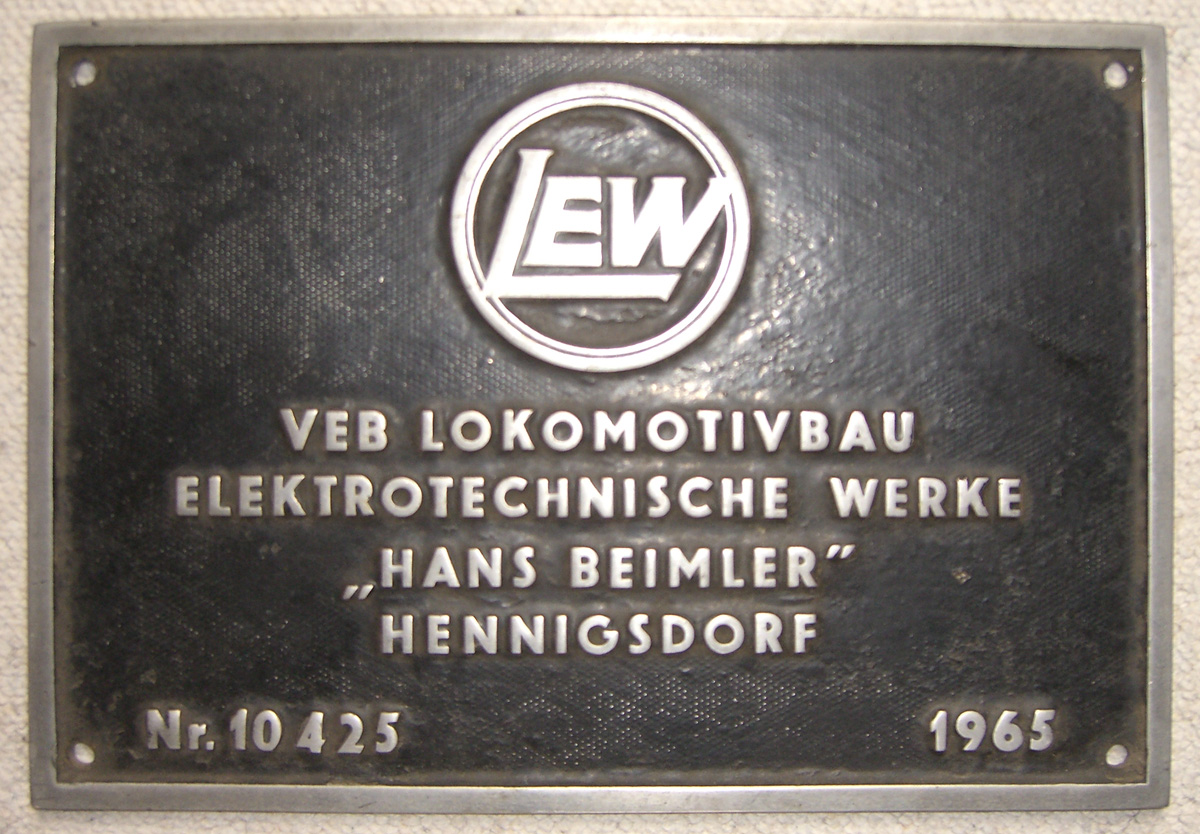 LEW
VEB LOKOMOTIVBAU
ELEKTROTECHNISCHE WERKE
„HANS BEIMLER”
HENNIGSDORF
Nr. 10 425 1965